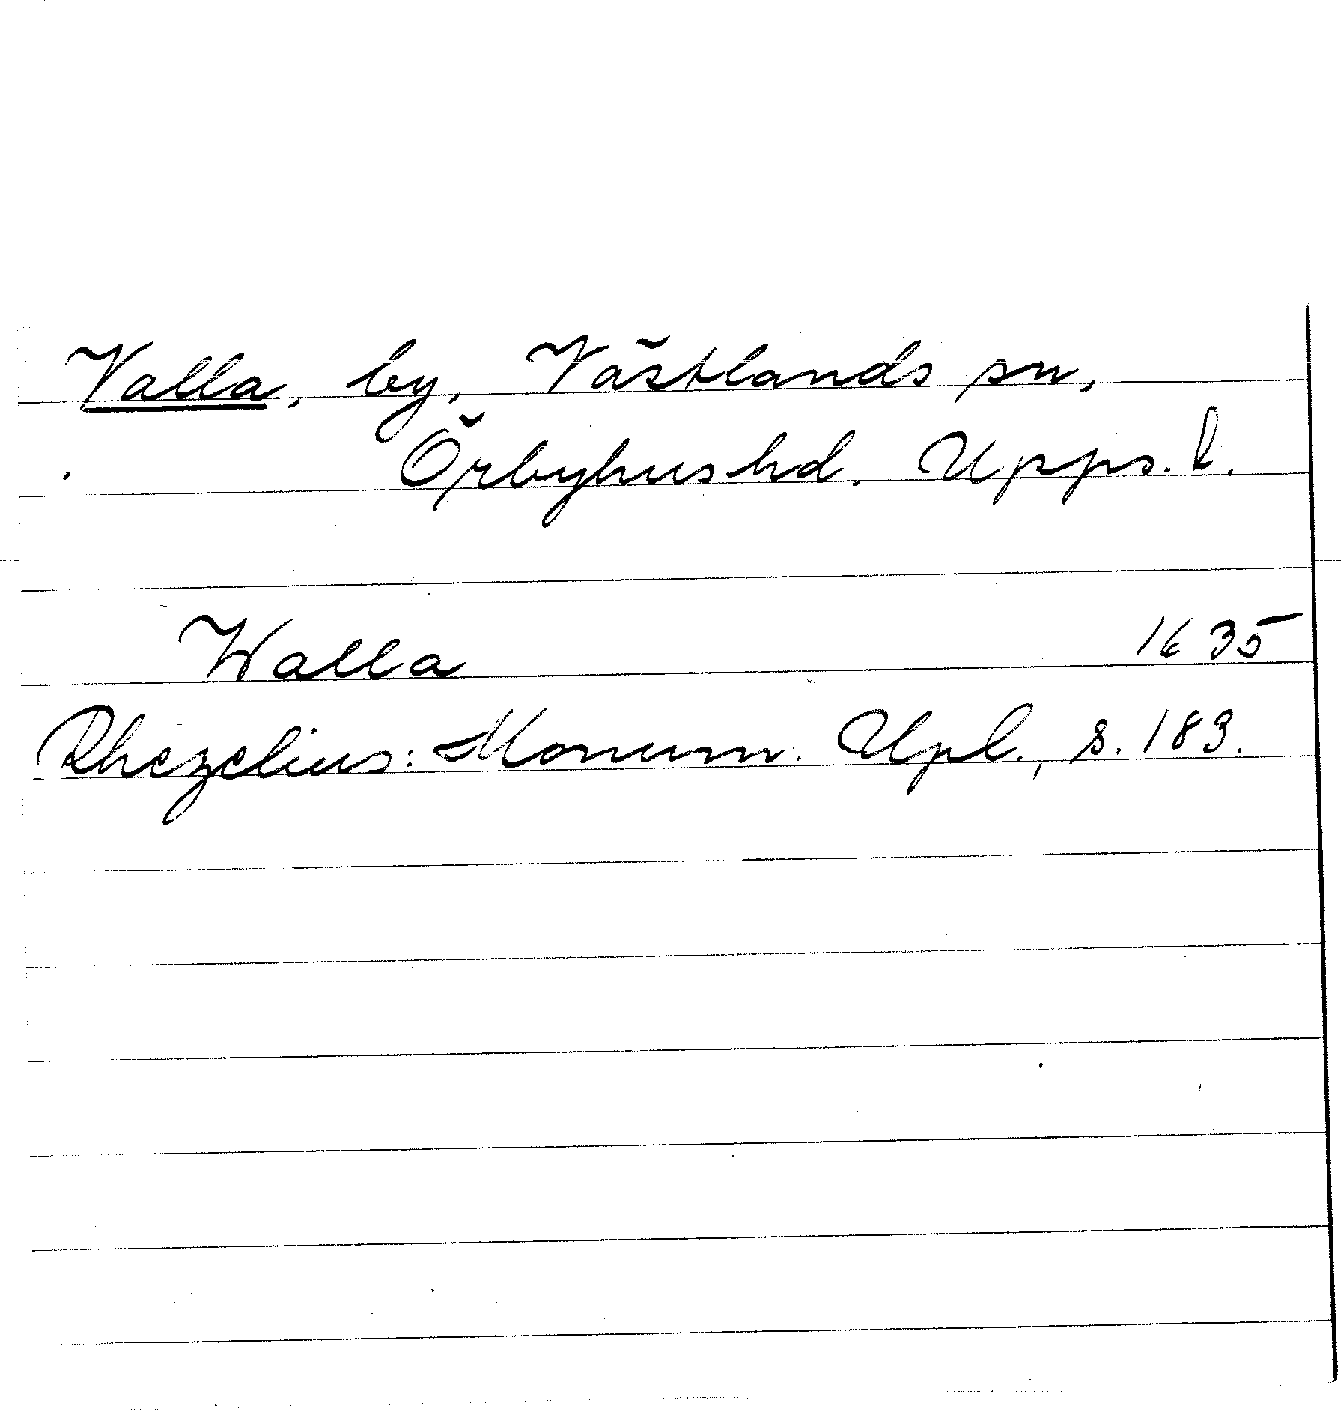 Valla, by, Västlands sn,
Örbyhus hd. Upps. l.
Walla 1635
Rhezelius: Monum. Upl., s. 183.